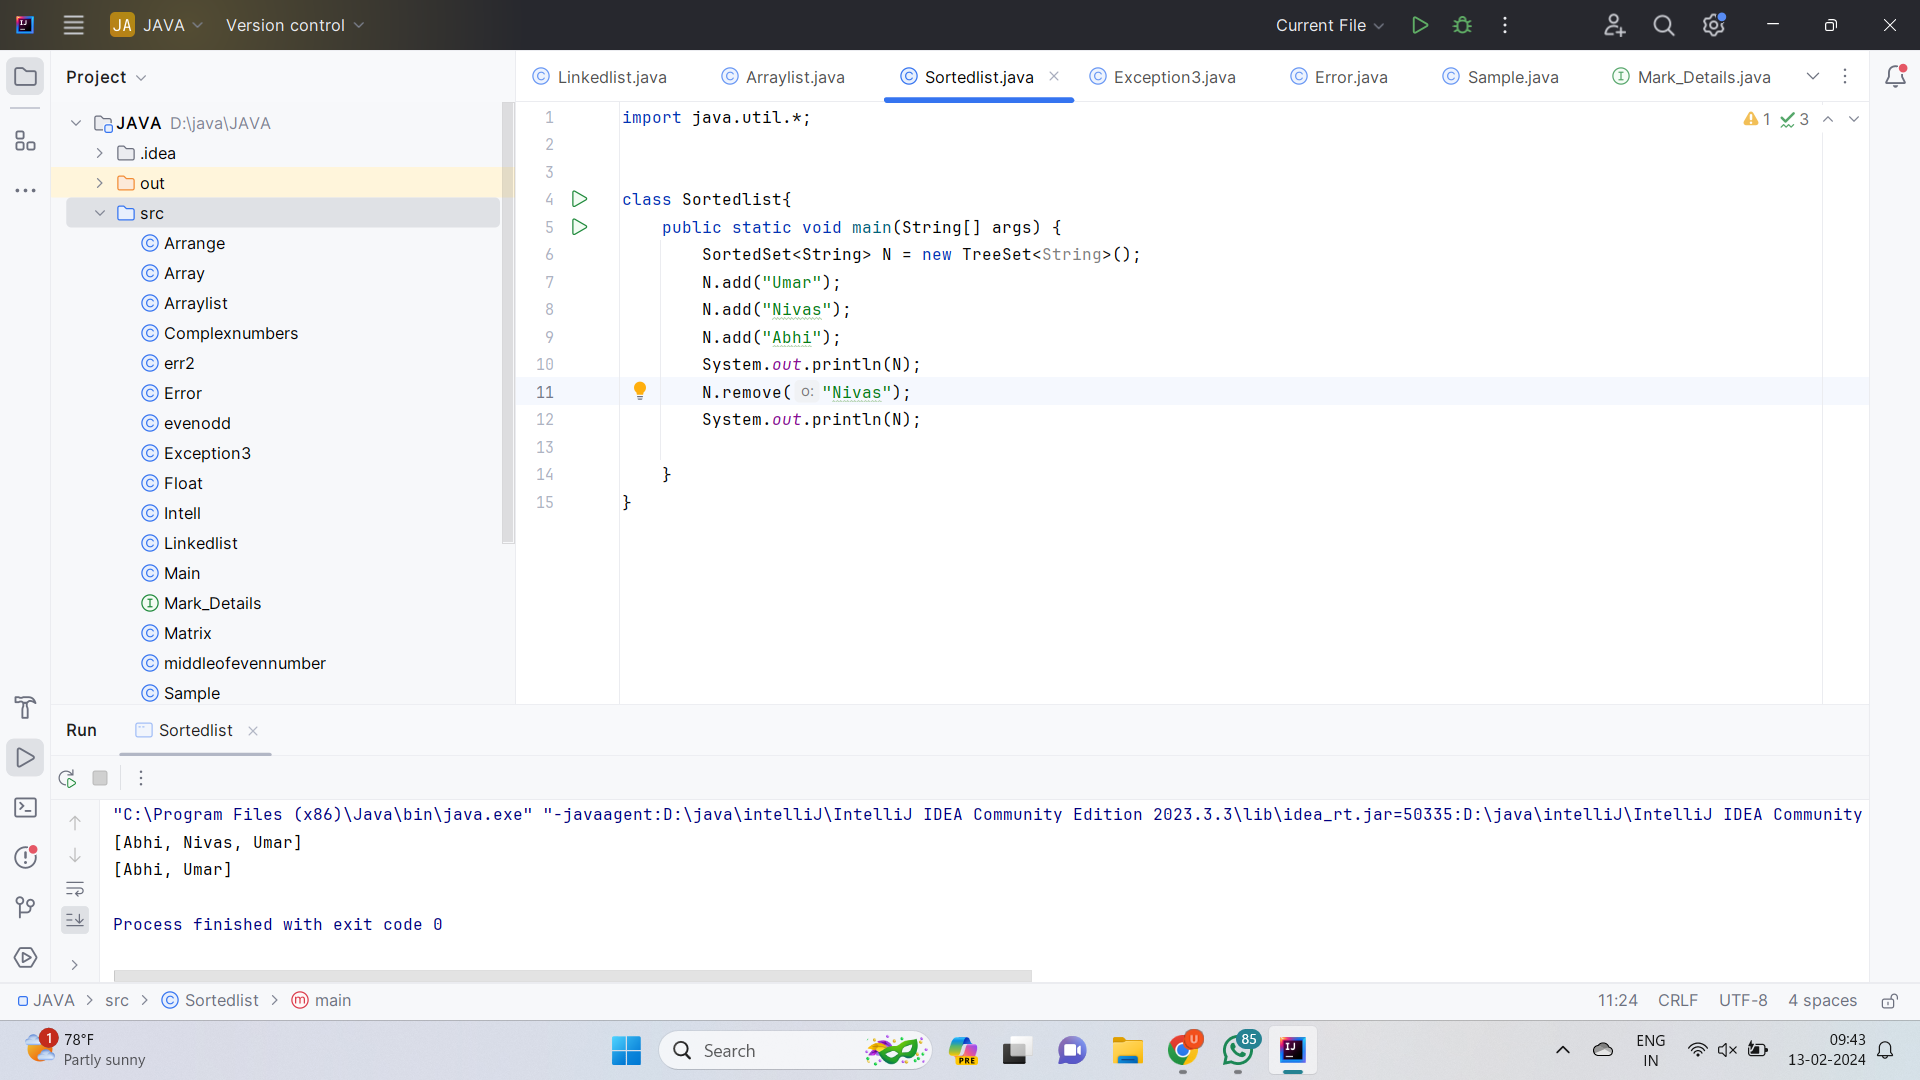 JA JAVA Version control Current File
Project
Linkedlist.java Arraylist.java Sortedlist.java Exception3.java Error.java Sample.java Mark_Details.java
JAVA D:\java\JAVA
.idea
out
src
Arrange
Array
Arraylist
Complexnumbers
err2
Error
evenodd
Exception3
Float
Intell
Linkedlist
Main
Mark_Details
Matrix
middleofevennumber
Sample
1 3
1 import java.util.*;
2
3
4 class Sortedlist{
5 public static void main(String[] args) {
6 SortedSet<String> N = new TreeSet<String>();
7 N.add("Umar");
8 N.add("Nivas");
9 N.add("Abhi");
10 System.out.println(N);
11 N.remove( o: "Nivas");
12 System.out.println(N);
13
14 }
15 }
Run Sortedlist
"C:\Program Files (x86)\Java\bin\java.exe" "-javaagent:D:\java\intelliJ\IntelliJ IDEA Community Edition 2023.3.3\lib\idea_rt.jar=50335:D:\java\intelliJ\IntelliJ IDEA Community
[Abhi, Nivas, Umar]
[Abhi, Umar]
Process finished with exit code 0
JAVA > src > Sortedlist > main 11:24 CRLF UTF-8 4 spaces
1 78°F
Partly sunny
Search
PRE
U
85
IJ
ENG
IN
09:43
13-02-2024